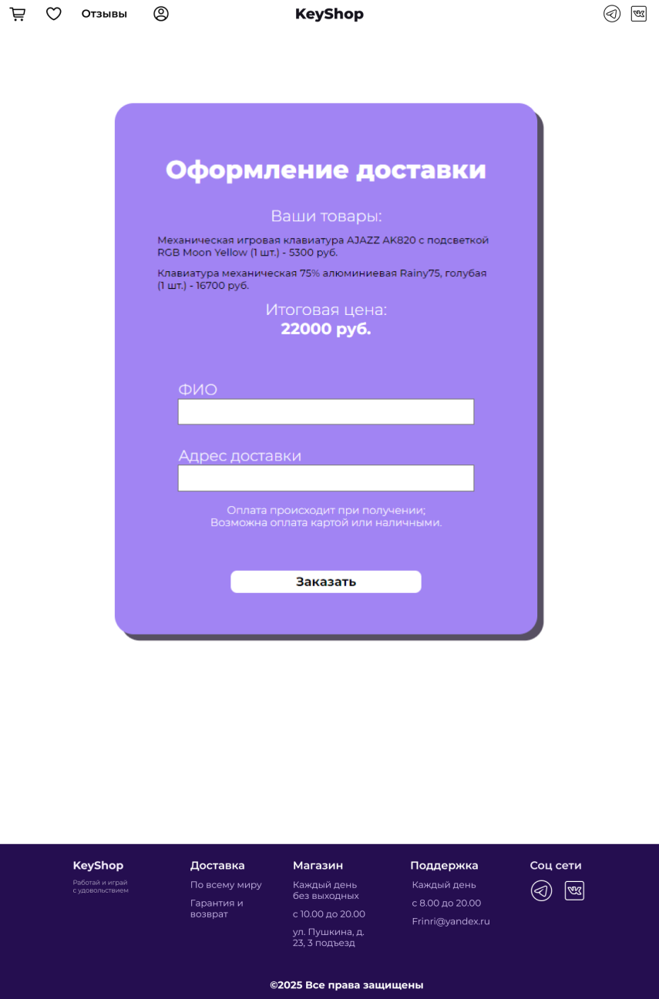 Отзывы
KeyShop
Оформление доставки
Ваши товары:
Механическая игровая клавиатура AJAZZ AK820 с подсветкой
RGB Moon Yellow (1 шт.) - 5300 руб.
Клавиатура механическая 75% алюминиевая Rainy75, голубая
(1 шт.) - 16700 руб.
Итоговая цена:
22000 руб.
ФИО
Адрес доставки
Оплата происходит при получении;
Возможна оплата картой или наличными.
Заказать
KeyShop
Работай и играй
с удовольствием
Доставка
По всему миру
Гарантия и
возврат
Магазин
Каждый день
без выходных
с 10.00 до 20.00
ул. Пушкина, д.
23, 3 подъезд
Поддержка
Каждый день
с 8.00 до 20.00
Frinri@yandex.ru
Соц сети
©2025 Все права защищены